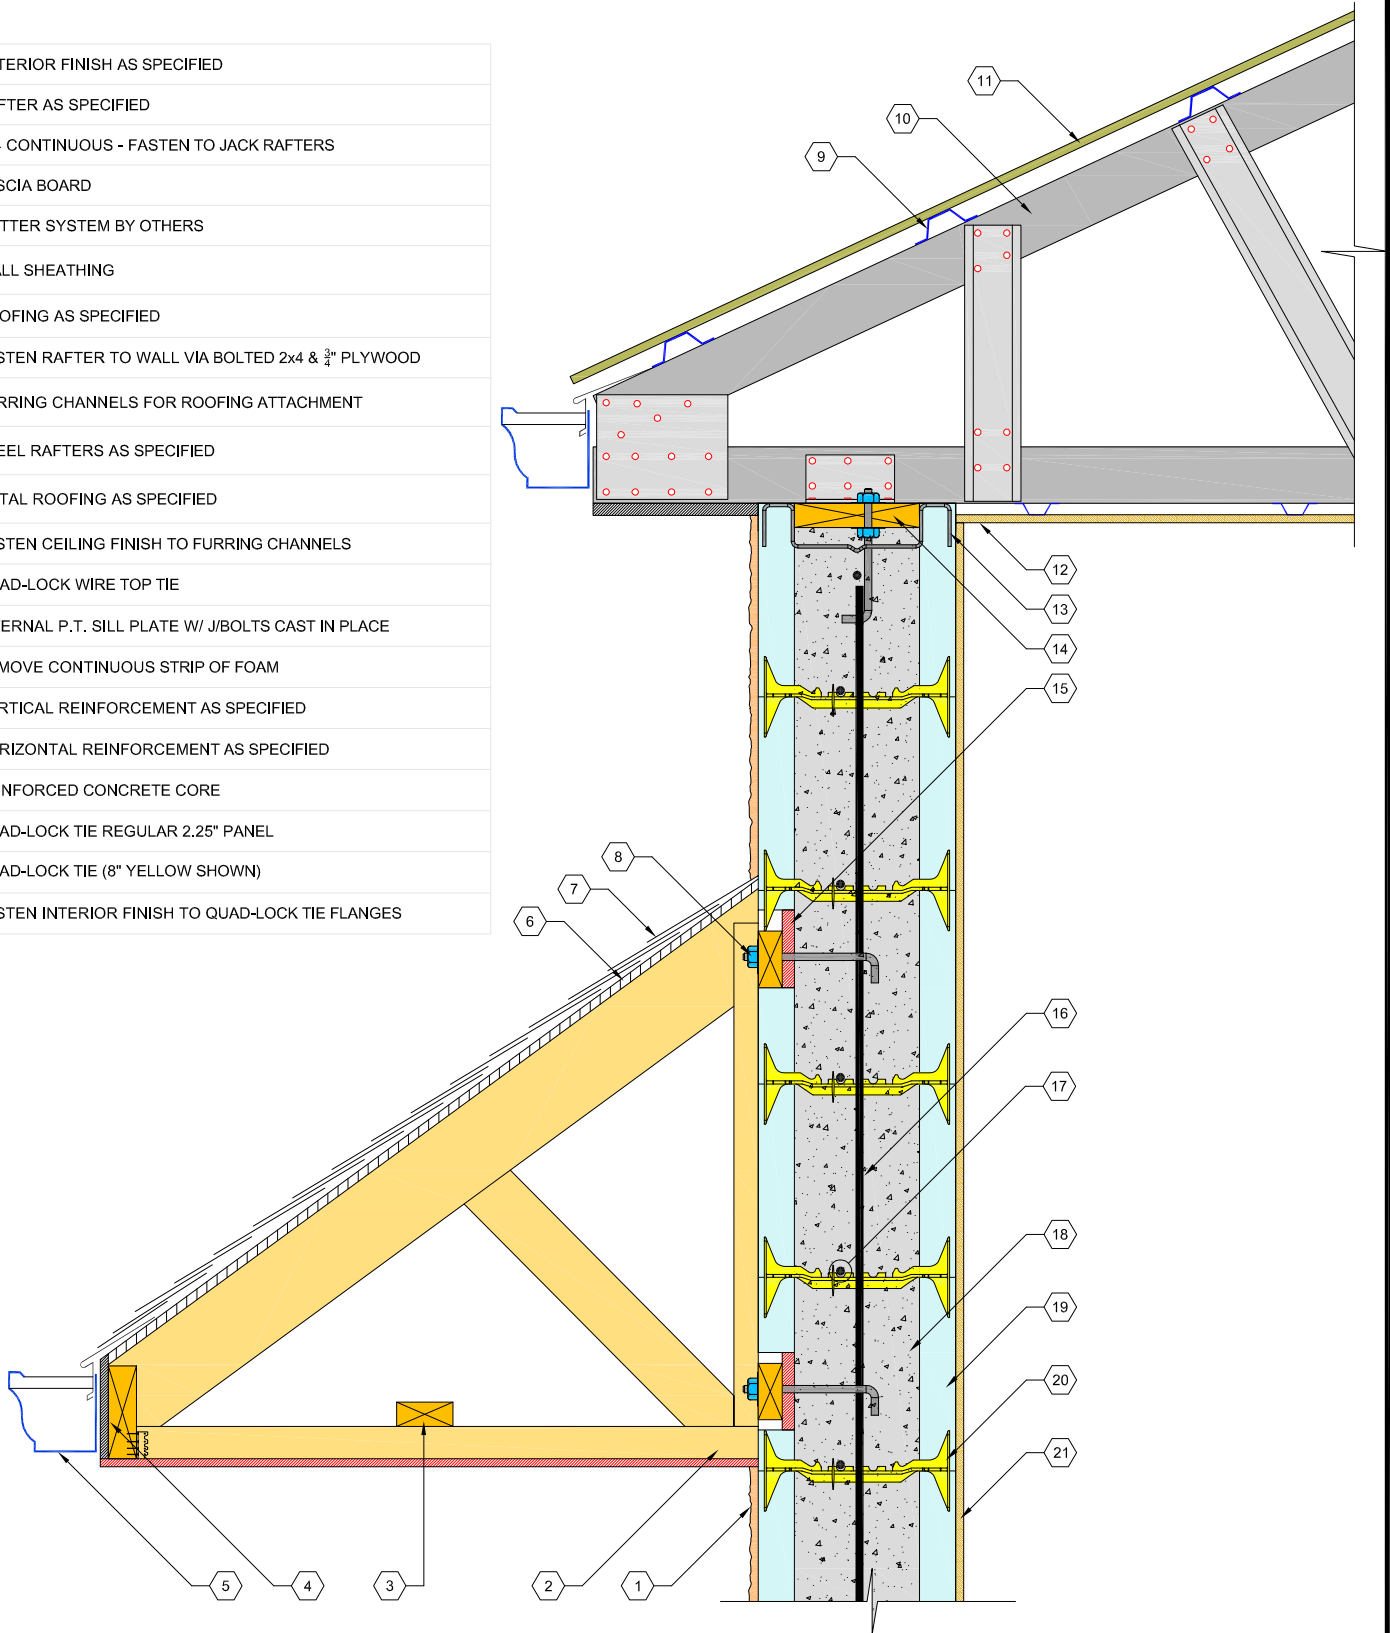 TERIOR FINISH AS SPECIFIED
FTER AS SPECIFIED
CONTINUOUS - FASTEN TO JACK RAFTERS
SCIA BOARD
TTER SYSTEM BY OTHERS
ALL SHEATHING
OFING AS SPECIFIED
STEN RAFTER TO WALL VIA BOLTED 2x4 & 3/4" PLYWOOD
RRING CHANNELS FOR ROOFING ATTACHMENT
EEL RAFTERS AS SPECIFIED
TAL ROOFING AS SPECIFIED
STEN CEILING FINISH TO FURRING CHANNELS
AD-LOCK WIRE TOP TIE
ERNAL P.T. SILL PLATE W/ J/BOLTS CAST IN PLACE
MOVE CONTINUOUS STRIP OF FOAM
RTICAL REINFORCEMENT AS SPECIFIED
RIZONTAL REINFORCEMENT AS SPECIFIED
INFORCED CONCRETE CORE
AD-LOCK TIE REGULAR 2.25" PANEL
AD-LOCK TIE (8" YELLOW SHOWN)
STEN INTERIOR FINISH TO QUAD-LOCK TIE FLANGES
11
10
9
12
13
14
15
8
7
6
16
17
18
19
20
21
5
4
3
2
1